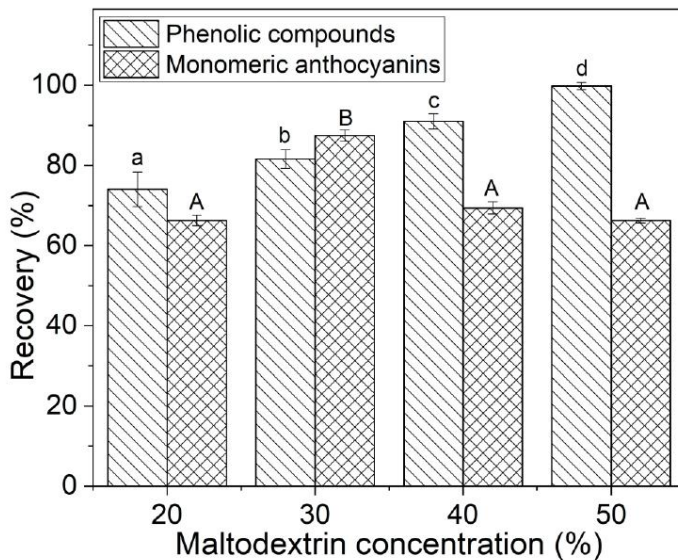 Phenolic compounds
Monomeric anthocyanins
Recovery (%)
100
80
60
40
20
0
a
A
b
B
c
A
d
A
20
30
40
50
Maltodextrin concentration (%)